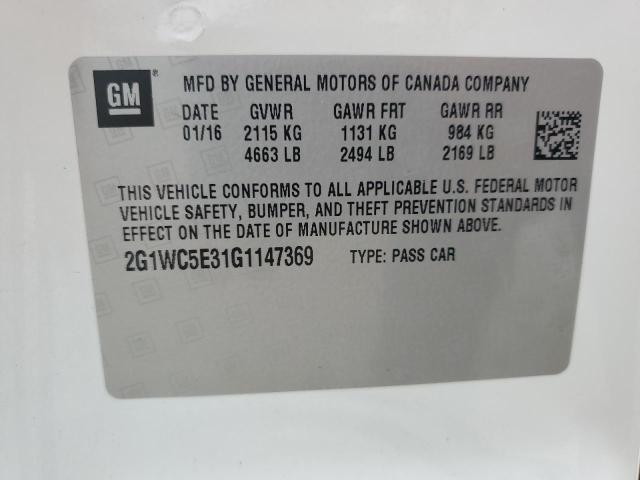 GM® MFD BY GENERAL MOTORS OF CANADA COMPANY
DATE GVWR GAWR FRT GAWR RR
01/16 2115 KG 1131 KG 984 KG
4663 LB 2494 LB 2169 LB
THIS VEHICLE CONFORMS TO ALL APPLICABLE U.S. FEDERAL MOTOR
VEHICLE SAFETY, BUMPER, AND THEFT PREVENTION STANDARDS IN
EFFECT ON THE DATE OF MANUFACTURE SHOWN ABOVE.
2G1WC5E31G1147369 TYPE: PASS CAR